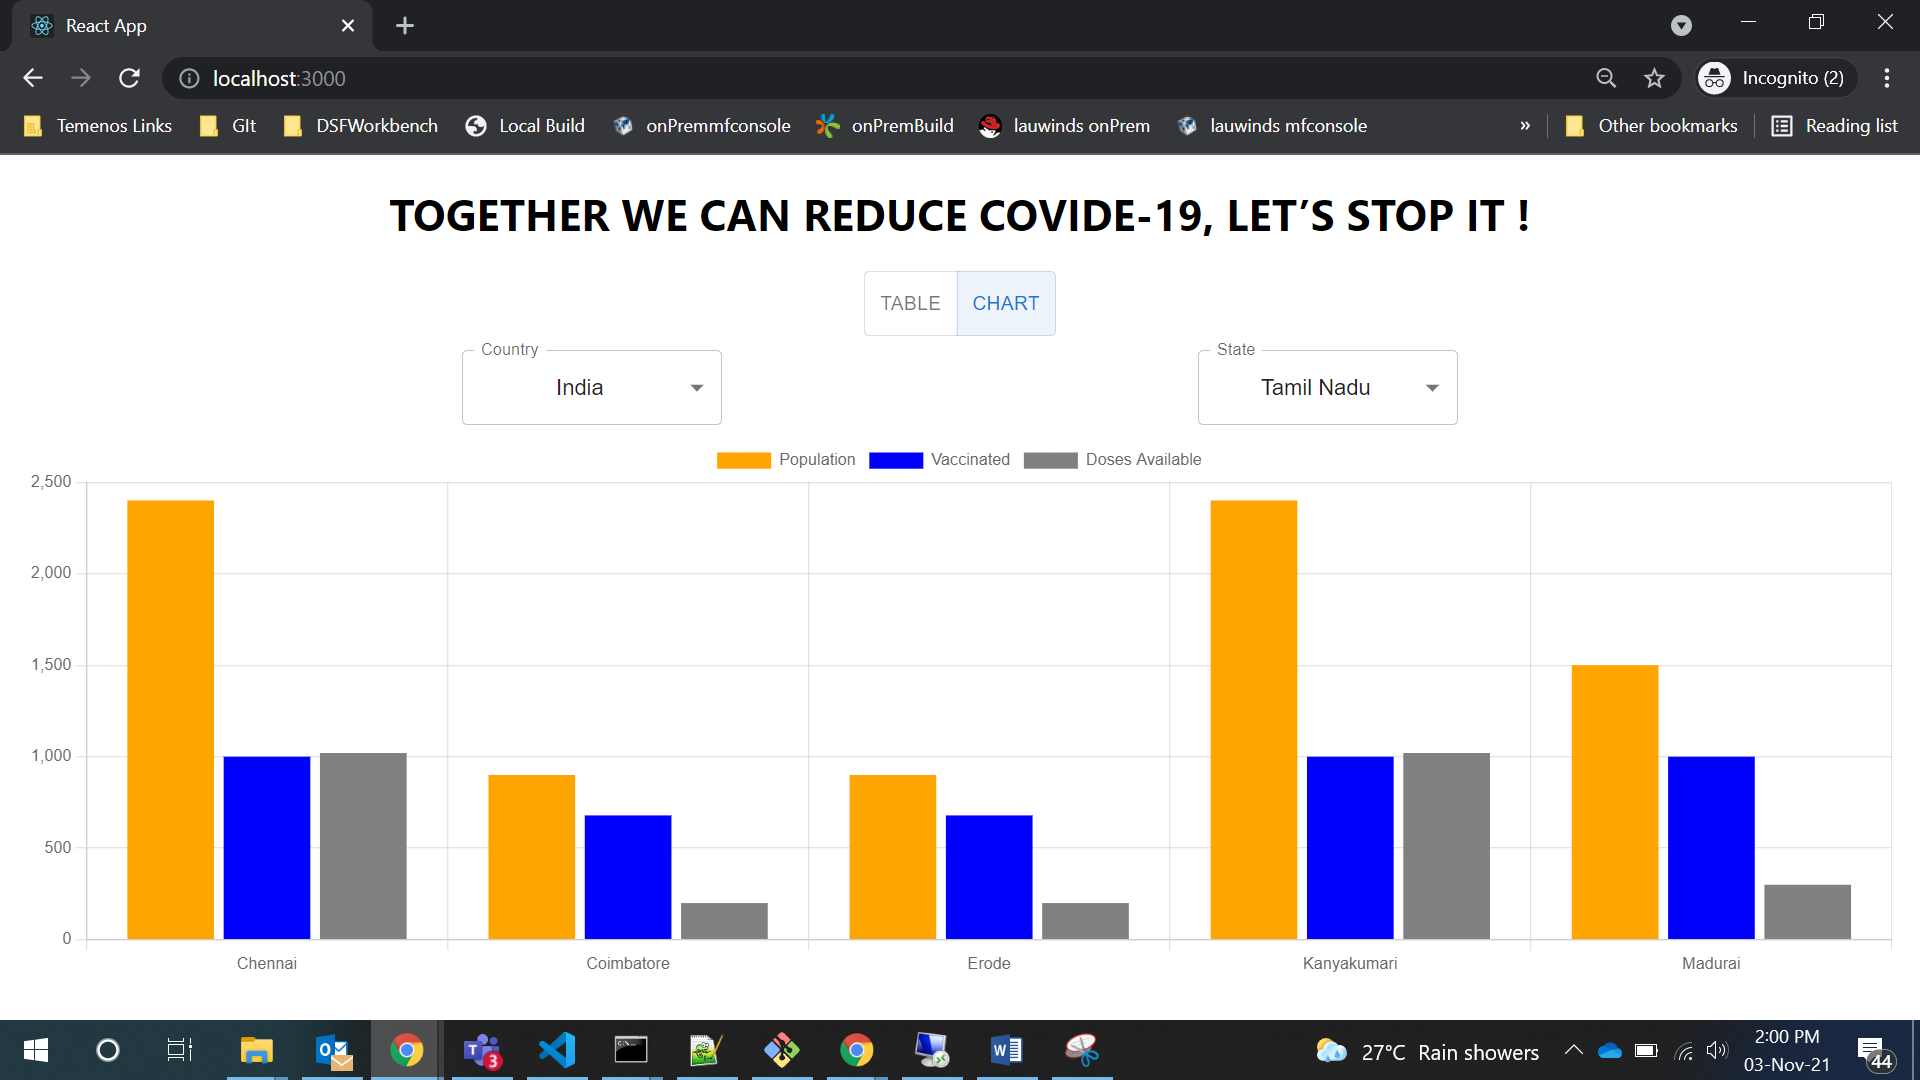 React App
localhost:3000
Incognito (2)
Temenos Links GIt DSFWorkbench Local Build onPremmfconsole onPremBuild lauwinds onPrem lauwinds mfconsole » Other bookmarks Reading list
TOGETHER WE CAN REDUCE COVIDE-19, LET’S STOP IT !
TABLE CHART
Country State
India Tamil Nadu
Population Vaccinated Doses Available
2,500
2,000
1,500
1,000
500
0
Chennai Coimbatore Erode Kanyakumari Madurai
27°C Rain showers
2:00 PM
03-Nov-21
3
44